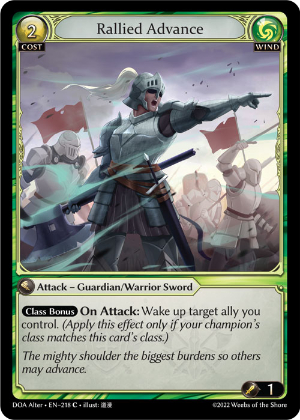 2 Rallied Advance
COST WIND
Attack – Guardian/Warrior Sword
Class Bonus On Attack: Wake up target ally you
control. (Apply this effect only if your champion's
class matches this card's class.)
The mighty shoulder the biggest burdens so others
may advance.
1
DOA Alter • EN-218 C • illust: 道漫
©2022 Weebs of the Shore